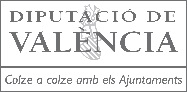 DIPUTACIÓ DE
VALÈNCIA
Colze a colze amb els Ajuntaments